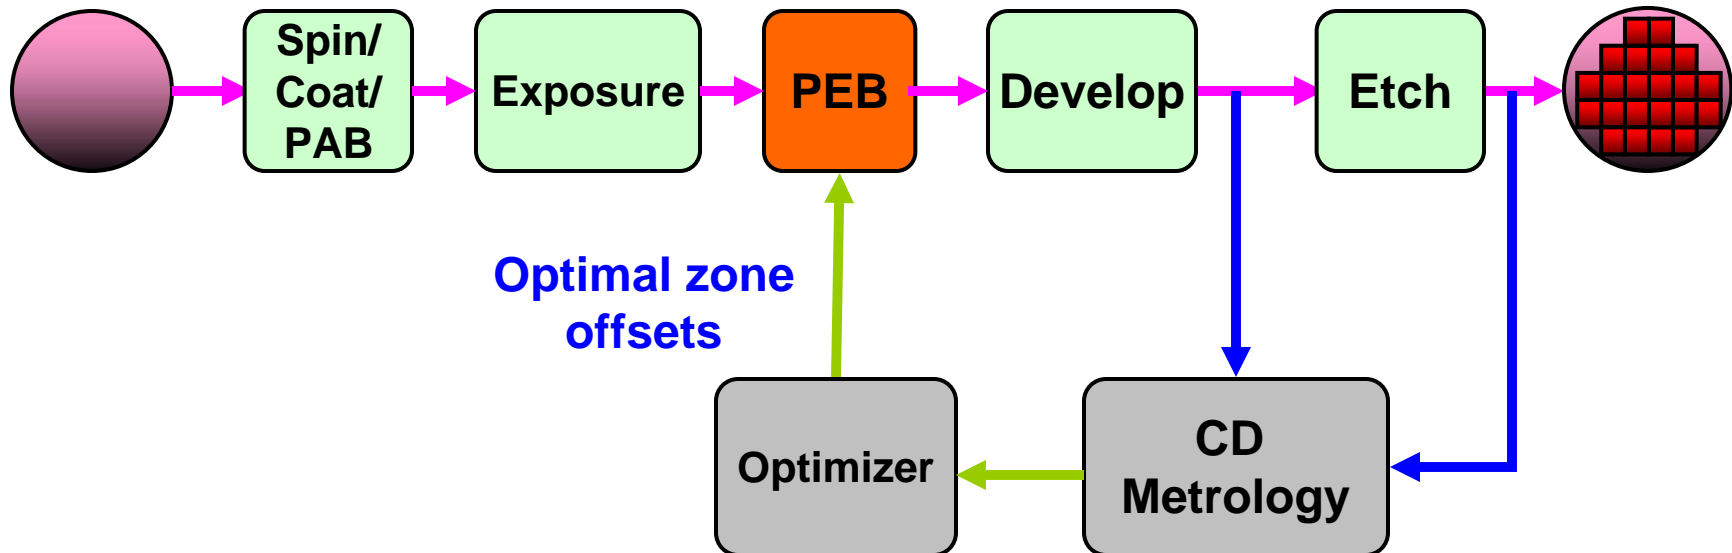 Spin/
Coat/
PAB
Exposure
PEB
Develop
Etch
Optimal zone
offsets
Optimizer
CD
Metrology